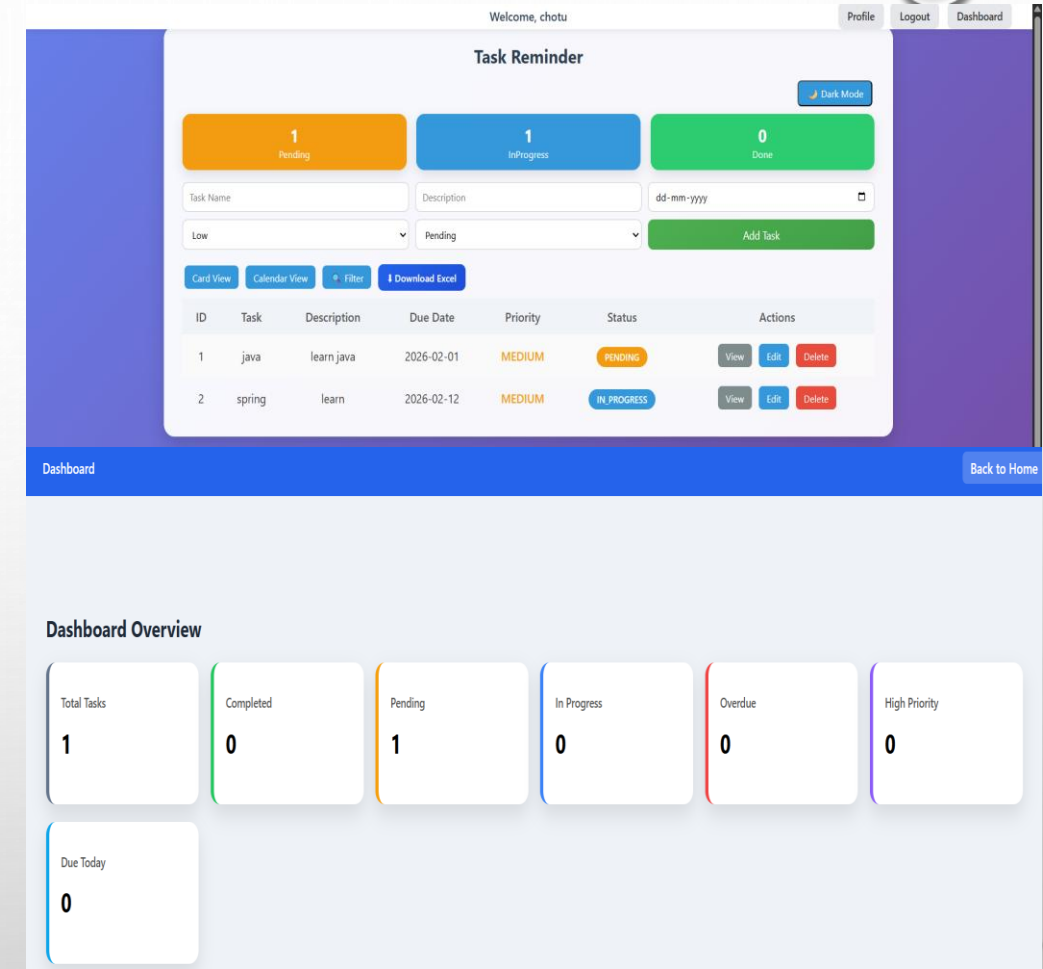 Welcome, chotu Profile Logout Dashboard
Task Reminder
🌙 Dark Mode
1 1 0
Pending InProgress Done
Task Name Description dd-mm-yyyy
Low Pending Add Task
Card View Calendar View 🔍 Filter ⬇ Download Excel
ID Task Description Due Date Priority Status Actions
1 java learn java 2026-02-01 MEDIUM PENDING View Edit Delete
2 spring learn 2026-02-12 MEDIUM IN_PROGRESS View Edit Delete
Dashboard Back to Home
Dashboard Overview
Total Tasks Completed Pending In Progress Overdue High Priority
1 0 1 0 0 0
Due Today
0